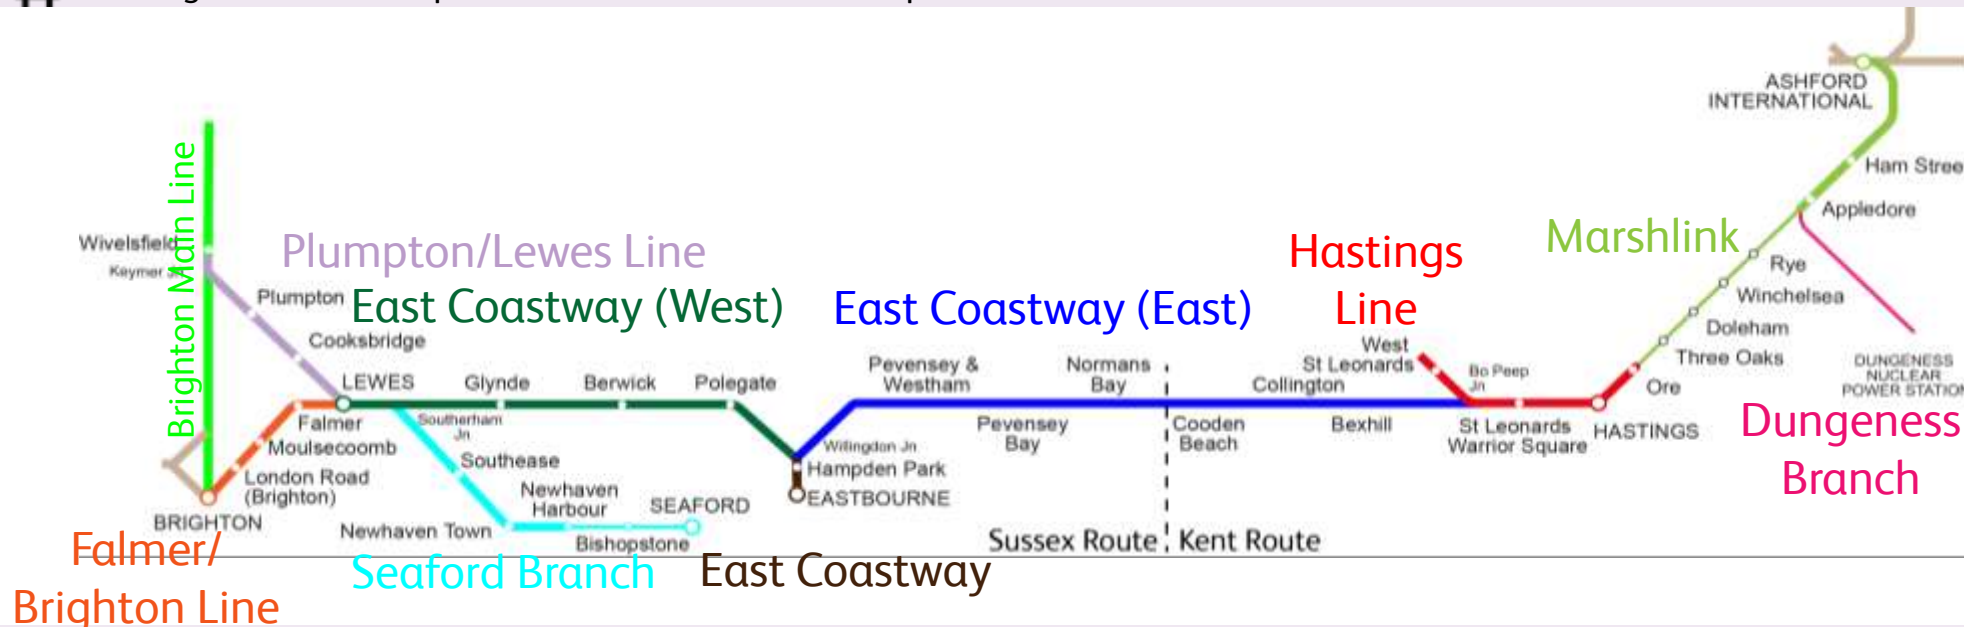 ASHFORD
INTERNATIONAL
Ham Stree
Appledore
Brighton Main Line
Wivelsfield
Keymer Jn
Plumpton/Lewes Line
Plumpton
East Coastway (West)
East Coastway (East)
Hastings
Line
Marshlink
Rye
Winchelsea
Doleham
Three Oaks
Ore
DUNGENESS
NUCLEAR
POWER STATION
Cooksbridge
LEWES
Glynde
Berwick
Polegate
Pevensey &
Westham
Normans
Bay
West
St Leonards
Collington
Bo Peep
Jn
Falmer
Moulsecoomb
London Road
(Brighton)
BRIGHTON
Southerham
Jn
Southease
Newhaven
Harbour
SEAFORD
Newhaven Town
Bishopstone
Willingdon Jn
Hampden Park
EASTBOURNE
Pevensey
Bay
Cooden
Beach
Bexhill
St Leonards
Warrior Square
HASTINGS
Dungeness
Branch
Sussex Route
Kent Route
Falmer/
Brighton Line
Seaford Branch
East Coastway